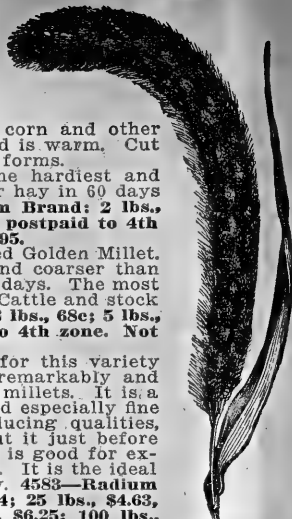 corn and other
d is warm. Cut
forms.
he hardiest and
r hay in 60 days
m Brand: 2 lbs.,
postpaid to 4th
95.
ed Golden Millet.
nd coarser than
days. The most
Cattle and stock
lbs., 68c; 5 lbs.,
o 4th zone. Not
for this variety
remarkably and
millets. It is a
d especially fine
ducing qualities,
ut it just before
is good for ex-
. It is the ideal
. 4583—Radium
4; 25 lbs., $4.63,
$6.25; 100 lbs.,